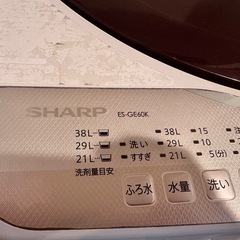 SHARP ES-GE60K
38L 38L 15
29L 洗い 29L 12
21L すすぎ 21L 10
洗剤量目安 5(分)
ふろ水 水量 洗い